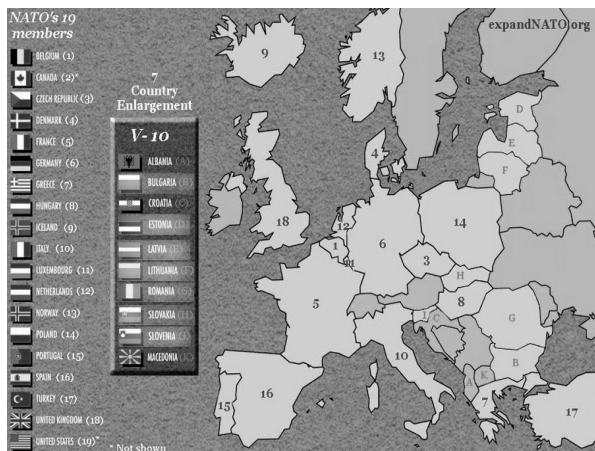 NATO's 19
members
BELGIUM (1)
CANADA (2)*
CZECH REPUBLIC (3)
DENMARK (4)
FRANCE (5)
GERMANY (6)
GREECE (7)
HUNGARY (8)
ICELAND (9)
ITALY (10)
LUXEMBOURG (11)
NETHERLANDS (12)
NORWAY (13)
POLAND (14)
PORTUGAL (15)
SPAIN (16)
TURKEY (17)
UNITED KINGDOM (18)
UNITED STATES (19)*
* Not shown
7
Country
Enlargement
V-10
ALBANIA (A)
BULGARIA (B)
CROATIA (C)
ESTONIA (D)
LATVIA (E)
LITHUANIA (F)
ROMANIA (G)
SLOVAKIA (H)
SLOVENIA (I)
MACEDONIA (K)
expandNATO.org
9
13
D
E
F
4
18
12
1
11
6
14
3
H
8
5
I
C
G
10
B
K
A
7
15
16
17